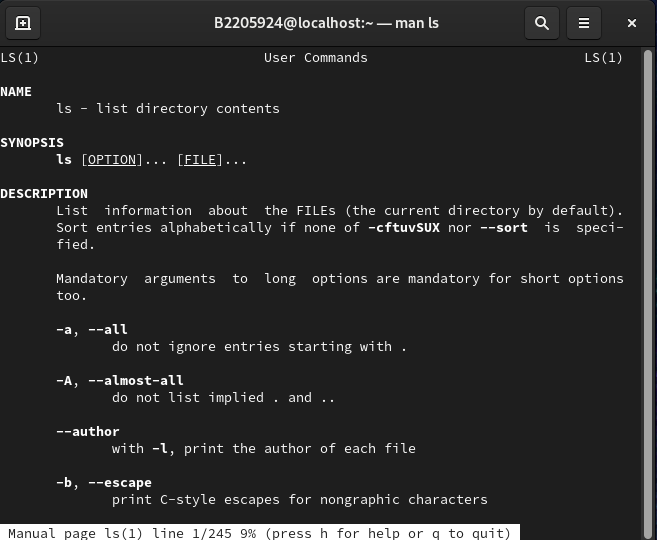 B2205924@localhost:~ — man ls
LS(1) User Commands LS(1)
NAME
ls - list directory contents
SYNOPSIS
ls [OPTION]... [FILE]...
DESCRIPTION
List information about the FILEs (the current directory by default).
Sort entries alphabetically if none of -cftuvSUX nor --sort is speci-
fied.
Mandatory arguments to long options are mandatory for short options
too.
-a, --all
do not ignore entries starting with .
-A, --almost-all
do not list implied . and ..
--author
with -l, print the author of each file
-b, --escape
print C-style escapes for nongraphic characters
Manual page ls(1) line 1/245 9% (press h for help or q to quit)